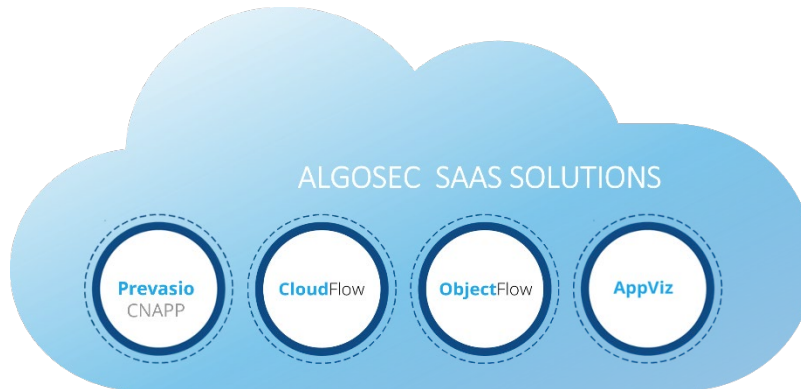 ALGOSEC SAAS SOLUTIONS
Prevasio
CNAPP
CloudFlow
ObjectFlow
AppViz